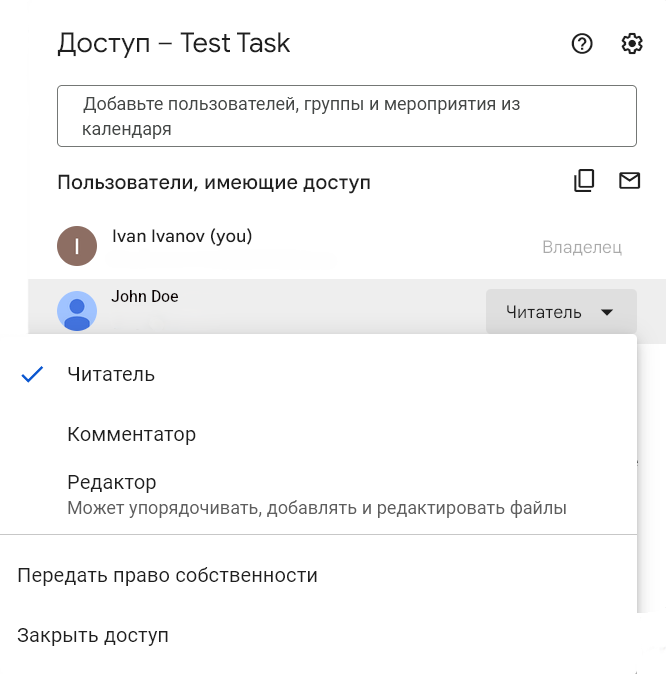 Доступ – Test Task
Добавьте пользователей, группы и мероприятия из
календаря
Пользователи, имеющие доступ
I
Ivan Ivanov (you)
Владелец
John Doe
Читатель
Читатель
Комментатор
Редактор
Может упорядочивать, добавлять и редактировать файлы
Передать право собственности
Закрыть доступ